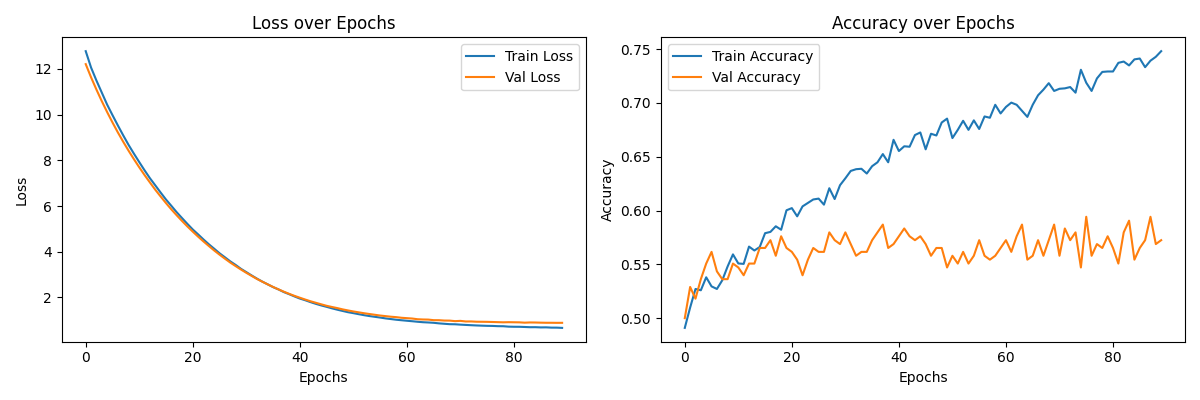 Loss over Epochs
Train Loss
Val Loss
12
10
8
6
4
2
Loss
0
20
40
60
80
Epochs
Accuracy over Epochs
Train Accuracy
Val Accuracy
0.75
0.70
0.65
0.60
0.55
0.50
Accuracy
0
20
40
60
80
Epochs